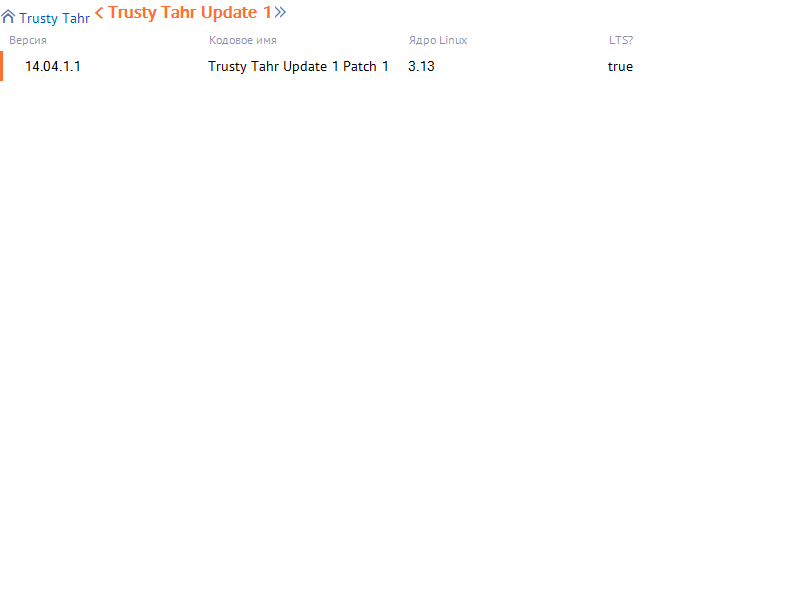 Trusty Tahr Trusty Tahr Update 1
Версия Кодовое имя Ядро Linux LTS?
14.04.1.1 Trusty Tahr Update 1 Patch 1 3.13 true